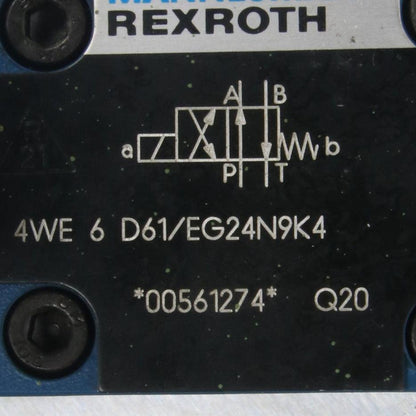 REXROTH
A B
a b
P T
4WE 6 D61/EG24N9K4
*00561274* Q20